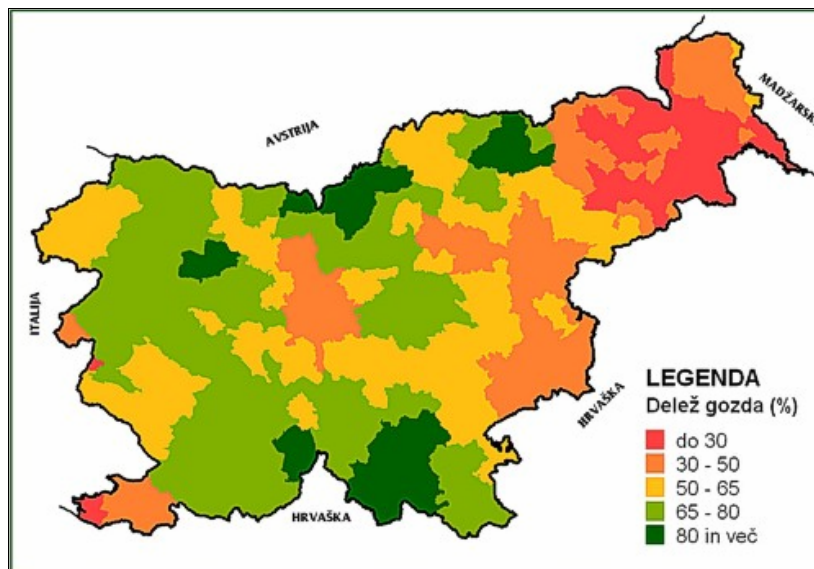 AVSTRIJA
MADŽARSKA
ITALIJA
HRVAŠKA
HRVAŠKA
LEGENDA
Delež gozda (%)
do 30
30 - 50
50 - 65
65 - 80
80 in več